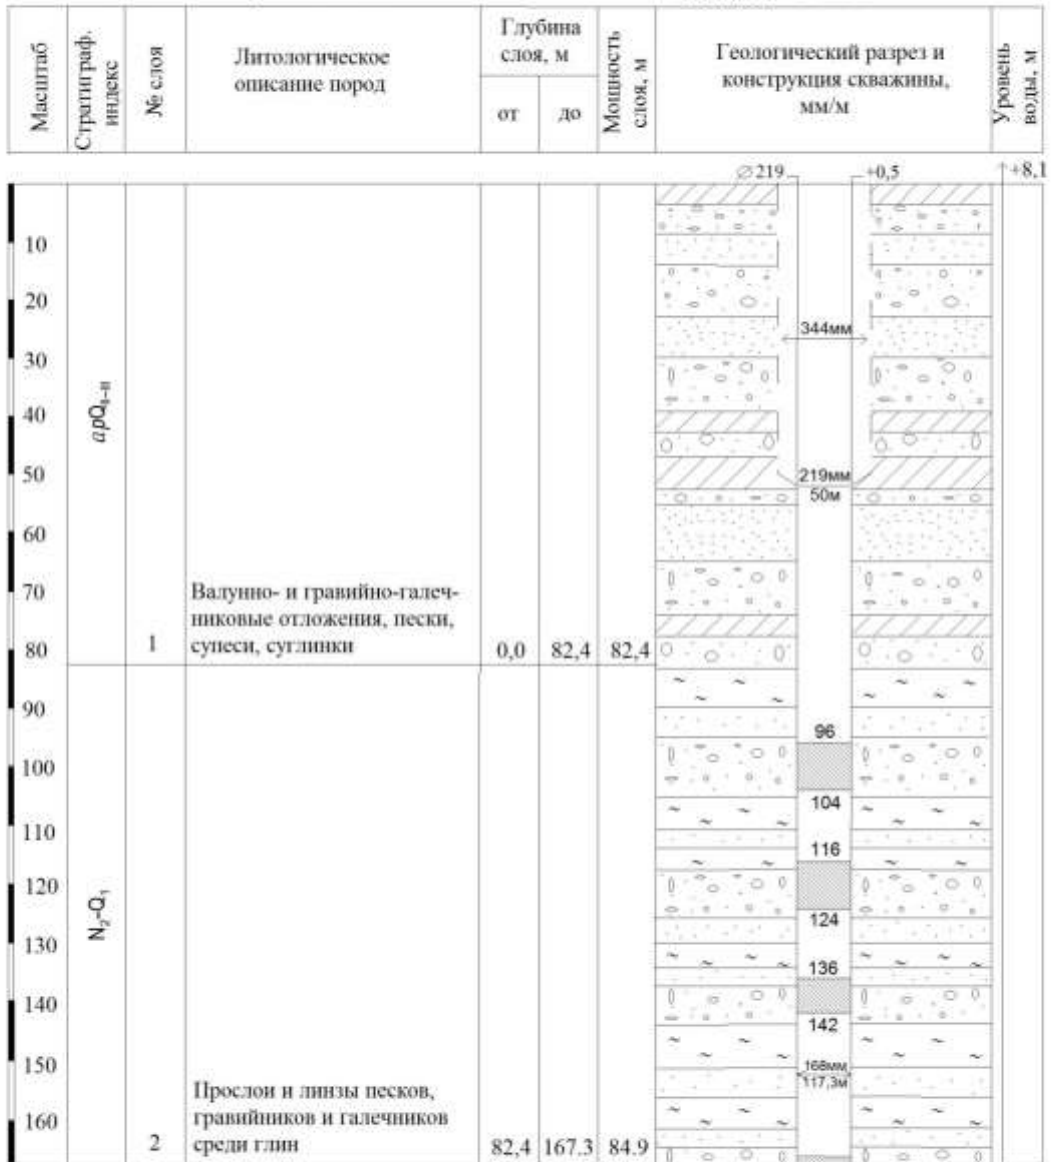 Масштаб
Стратиграф.
индекс
№ слоя
Литологическое
описание пород
Глубина
слоя, м
от
до
Мощность
слоя, м
Геологический разрез и
конструкция скважины,
мм/м
Уровень
воды, м
∅ 219
+0,5
+8,1
10
20
30
344мм
40
apQII–III
50
219мм
50м
60
70
80
1
Валунно- и гравийно-галеч-
никовые отложения, пески,
супеси, суглинки
0,0
82,4
82,4
90
96
100
104
110
116
120
N₂-Q₁
124
130
136
140
142
150
168мм
117,3м
160
2
Прослои и линзы песков,
гравийников и галечников
среди глин
82,4
167.3
84.9